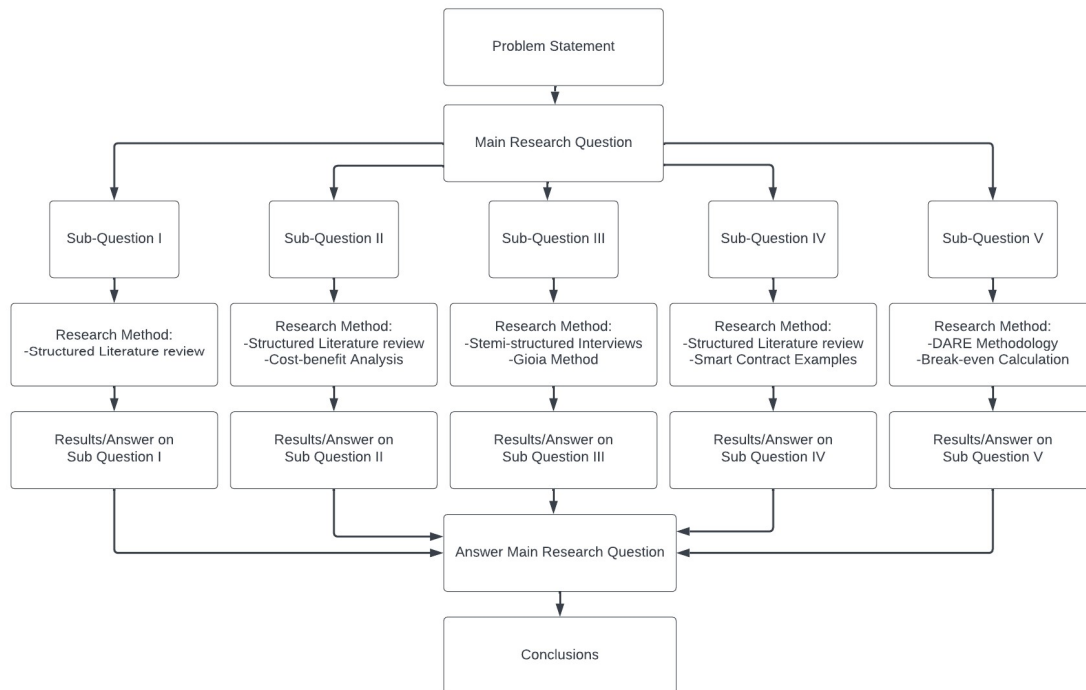 Problem Statement
Main Research Question
Sub-Question I
Sub-Question II
Sub-Question III
Sub-Question IV
Sub-Question V
Research Method:
-Structured Literature review
Research Method:
-Structured Literature review
-Cost-benefit Analysis
Research Method:
-Stemi-structured Interviews
-Gioia Method
Research Method:
-Structured Literature review
-Smart Contract Examples
Research Method:
-DARE Methodology
-Break-even Calculation
Results/Answer on
Sub Question I
Results/Answer on
Sub Question II
Results/Answer on
Sub Question III
Results/Answer on
Sub Question IV
Results/Answer on
Sub Question V
Answer Main Research Question
Conclusions